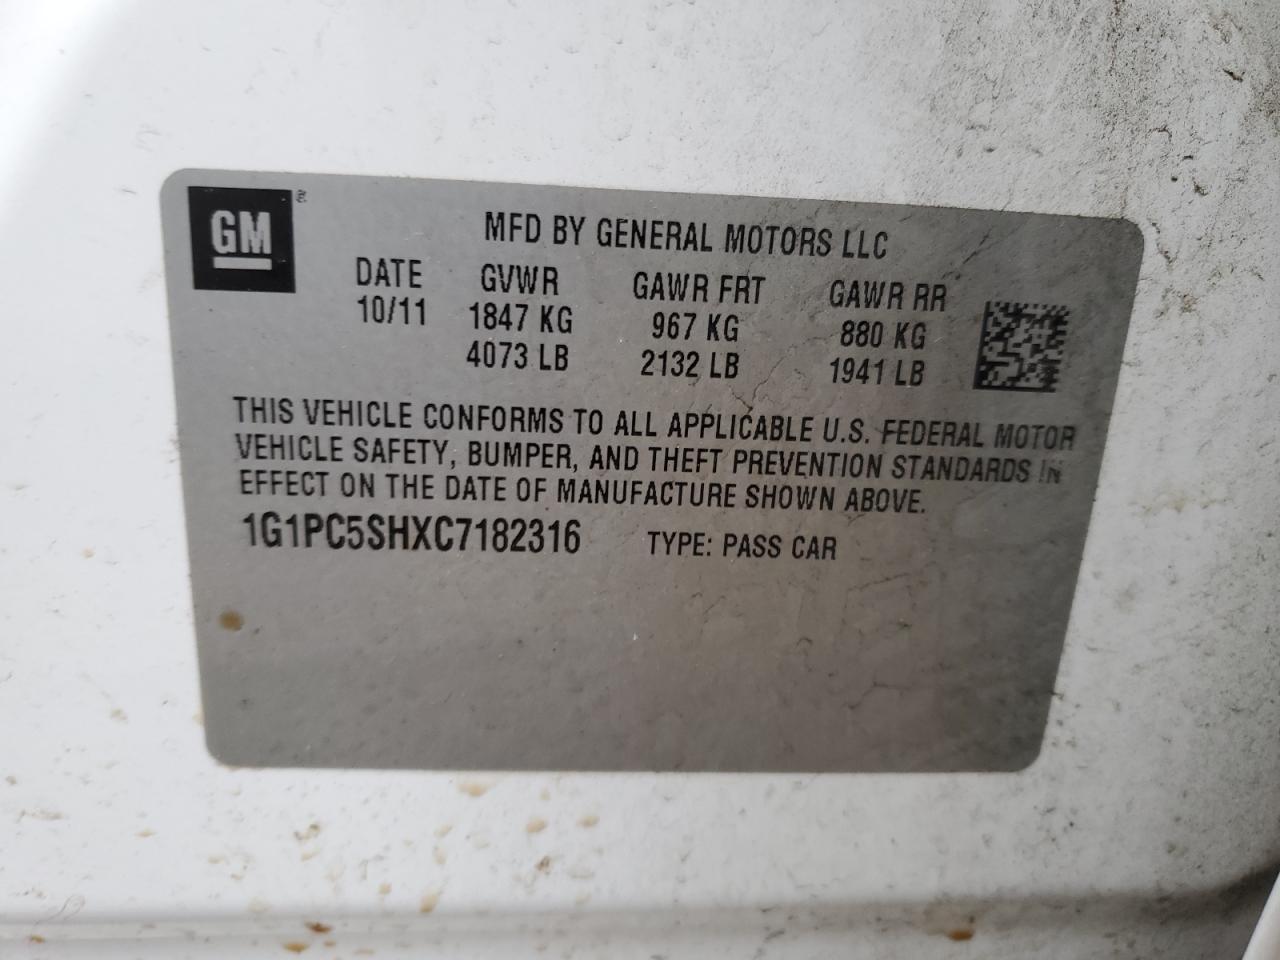 GM ®
MFD BY GENERAL MOTORS LLC
DATE GVWR GAWR FRT GAWR RR
10/11 1847 KG 967 KG 880 KG
4073 LB 2132 LB 1941 LB
THIS VEHICLE CONFORMS TO ALL APPLICABLE U.S. FEDERAL MOTOR
VEHICLE SAFETY, BUMPER, AND THEFT PREVENTION STANDARDS IN
EFFECT ON THE DATE OF MANUFACTURE SHOWN ABOVE.
1G1PC5SHXC7182316 TYPE: PASS CAR